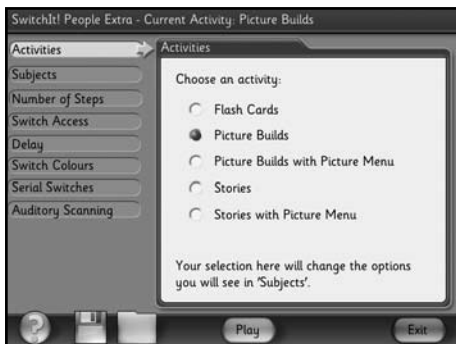 SwitchIt! People Extra - Current Activity: Picture Builds
Activities
Subjects
Number of Steps
Switch Access
Delay
Switch Colours
Serial Switches
Auditory Scanning
Activities
Choose an activity:
Flash Cards
Picture Builds
Picture Builds with Picture Menu
Stories
Stories with Picture Menu
Your selection here will change the options
you will see in 'Subjects'.
?
Play
Exit